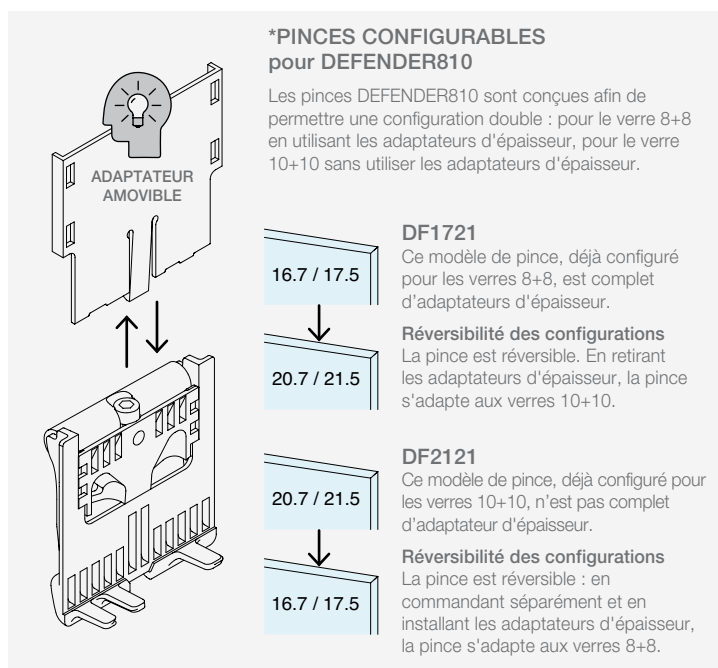 *PINCES CONFIGURABLES
pour DEFENDER810
Les pinces DEFENDER810 sont conçues afin de
permettre une configuration double : pour le verre 8+8
en utilisant les adaptateurs d'épaisseur, pour le verre
10+10 sans utiliser les adaptateurs d'épaisseur.
ADAPTATEUR
AMOVIBLE
DF1721
Ce modèle de pince, déjà configuré
pour les verres 8+8, est complet
d’adaptateurs d'épaisseur.
16.7 / 17.5
Réversibilité des configurations
La pince est réversible. En retirant
les adaptateurs d'épaisseur, la pince
s'adapte aux verres 10+10.
20.7 / 21.5
DF2121
Ce modèle de pince, déjà configuré pour
les verres 10+10, n’est pas complet
d’adaptateur d'épaisseur.
20.7 / 21.5
Réversibilité des configurations
La pince est réversible : en
commandant séparément et en
installant les adaptateurs d'épaisseur,
la pince s'adapte aux verres 8+8.
16.7 / 17.5